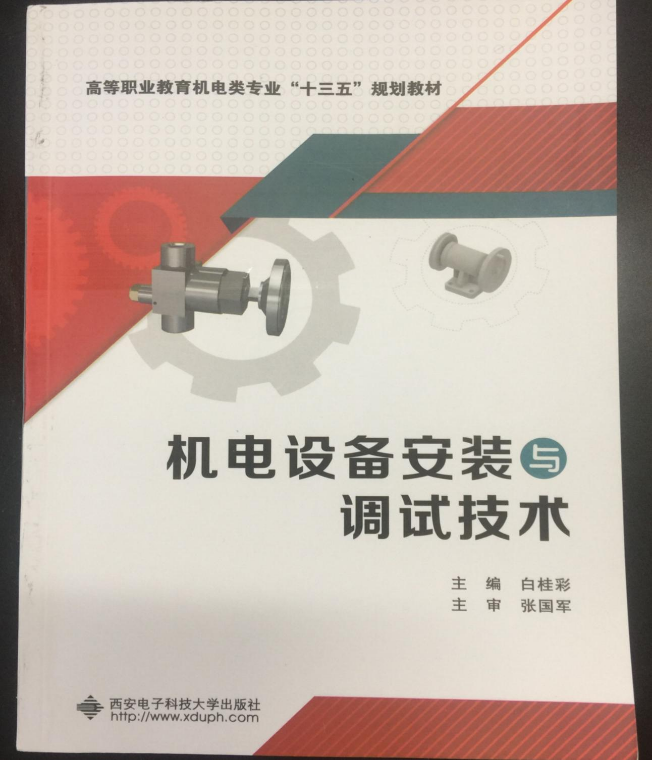 高等职业教育机电类专业“十三五”规划教材
机电设备安装与
调试技术
主 编 白桂彩
主 审 张国军
西安电子科技大学出版社
http://www.xduph.com